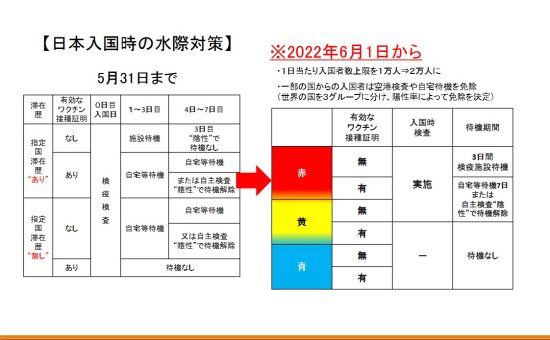 【日本入国時の水際対策】
5月31日まで
滞在歴
有効なワクチン接種証明
0日目入国日
1~3日目
4日~7日目
指定国滞在歴"あり"
なし
検疫検査
施設待機
3日目"陰性"で待機なし
あり
自宅等待機
自宅等待機
または自主検査"陰性"で待機解除
指定国滞在歴"無し"
なし
自宅等待機
自宅等待機
又は自主検査"陰性"で待機解除
あり
待機なし
※2022年6月1日から
・1日当たり入国者数上限を1万人⇒2万人に
・一部の国からの入国者は空港検査や自宅待機を免除
(世界の国を3グループに分け、陽性率によって免除を決定)
有効なワクチン接種証明
入国時検査
待機期間
赤
無
実施
3日間検疫施設待機
有
自宅等待機7日または自主検査"陰性"で待機解除
黄
無
有
ー
待機なし
青
無
有